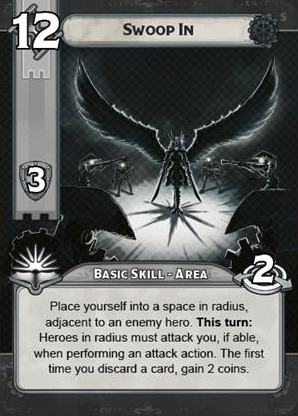 12
SWOOP IN
S
3
BASIC SKILL - AREA
2
Place yourself into a space in radius,
adjacent to an enemy hero. This turn:
Heroes in radius must attack you, if able,
when performing an attack action. The first
time you discard a card, gain 2 coins.